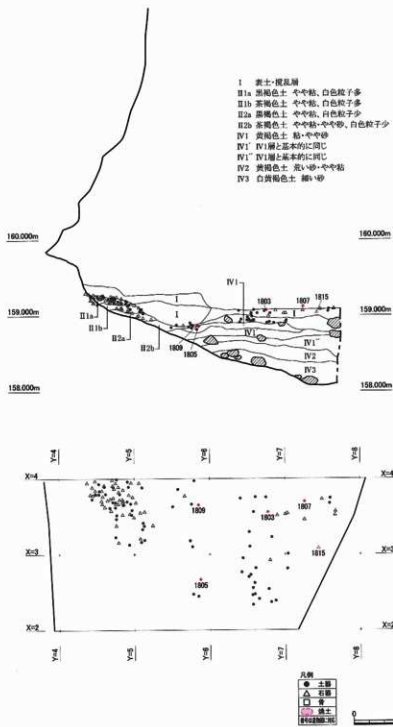 I 表土・攪乱層
II1a 黒褐色土 やや粘、白色粒子多
II1b 茶褐色土 やや粘、白色粒子多
II2a 黒褐色土 やや粘、白色粒子少
II2b 茶褐色土 やや粘・やや砂、白色粒子少
IV1 黄褐色土 粘・やや砂
IV1' IV1層と基本的に同じ
IV1'' IV1層と基本的に同じ
IV2 黄褐色土 荒い砂・やや粘
IV3 白黄褐色土 細い砂
160.000m 160.000m
159.000m 159.000m
158.000m 158.000m
I
I
I
IV1
1803
1807
1815
II1a
II1b
II2a
II2b
1809
1805
IV1'
IV1''
IV2
IV3
Y=4 Y=5 Y=6 Y=7 Y=8
X=4 X=4
X=3 X=3
X=2 X=2
1809
1803
1807
1815
1805
Y=4 Y=5 Y=6 Y=7 Y=8
凡例
● 土器
△ 石器
□ 骨
焼土
0